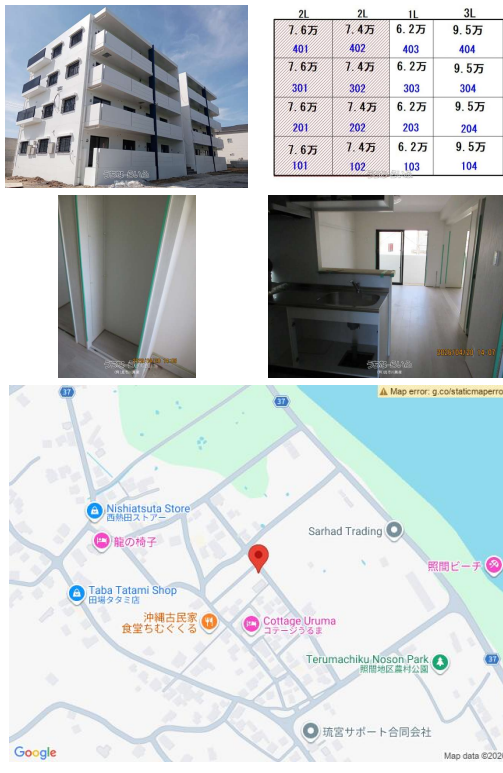 2L 2L 1L 3L
7.6万 7.4万 6.2万 9.5万
401 402 403 404
7.6万 7.4万 6.2万 9.5万
301 302 303 304
7.6万 7.4万 6.2万 9.5万
201 202 203 204
7.6万 7.4万 6.2万 9.5万
101 102 103 104
37
37
Map error: g.co/staticmaperro
Nishiatsuta Store
西熱田ストアー
龍の椅子
Sarhad Trading
照間ビーチ
Taba Tatami Shop
田場タタミ店
沖縄古民家
食堂ちむぐくる
Cottage Uruma
コテージうるま
Terumachiku Noson Park
照間地区農村公園
37
琉宮サポート合同会社
Google
Map data ©2026